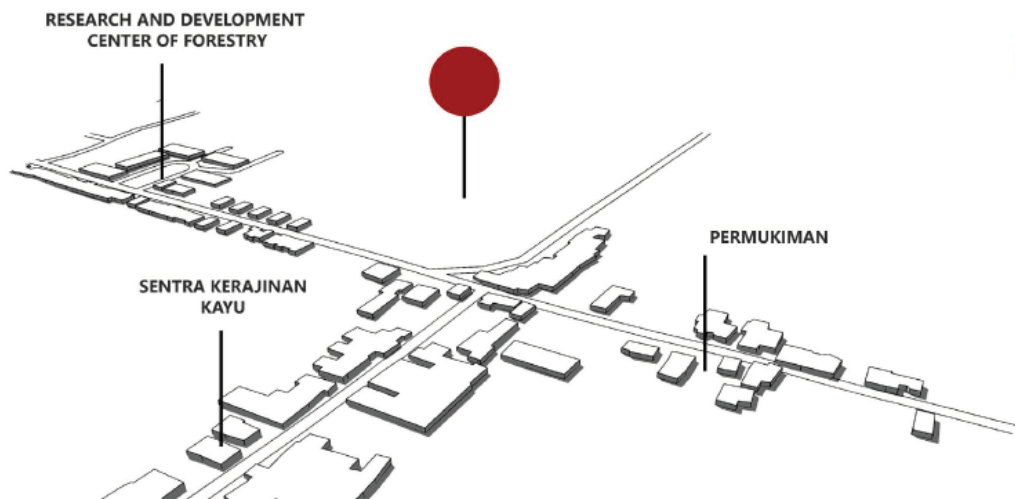 RESEARCH AND DEVELOPMENT
CENTER OF FORESTRY
PERMUKIMAN
SENTRA KERAJINAN
KAYU